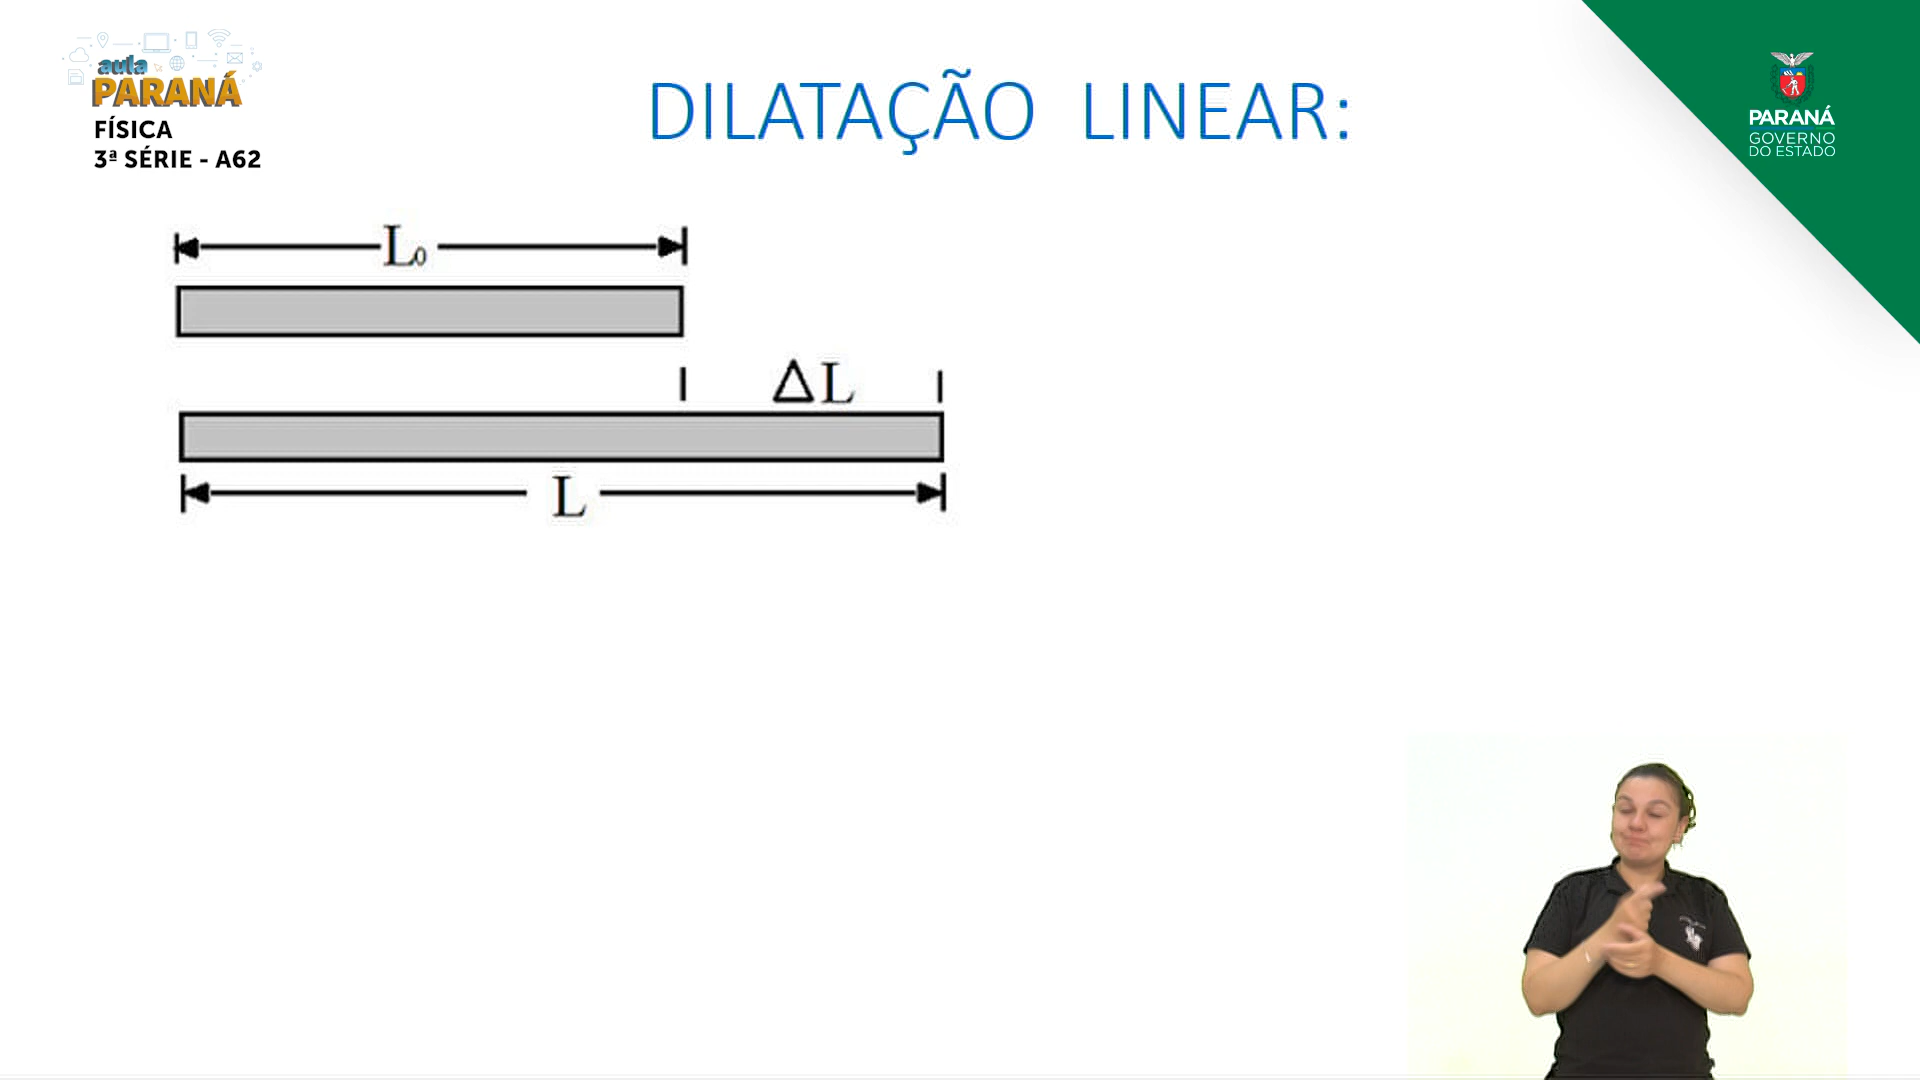 aula
PARANÁ
FÍSICA
3ª SÉRIE - A62
DILATAÇÃO LINEAR:
PARANÁ
GOVERNO
DO ESTADO
L₀
ΔL
L